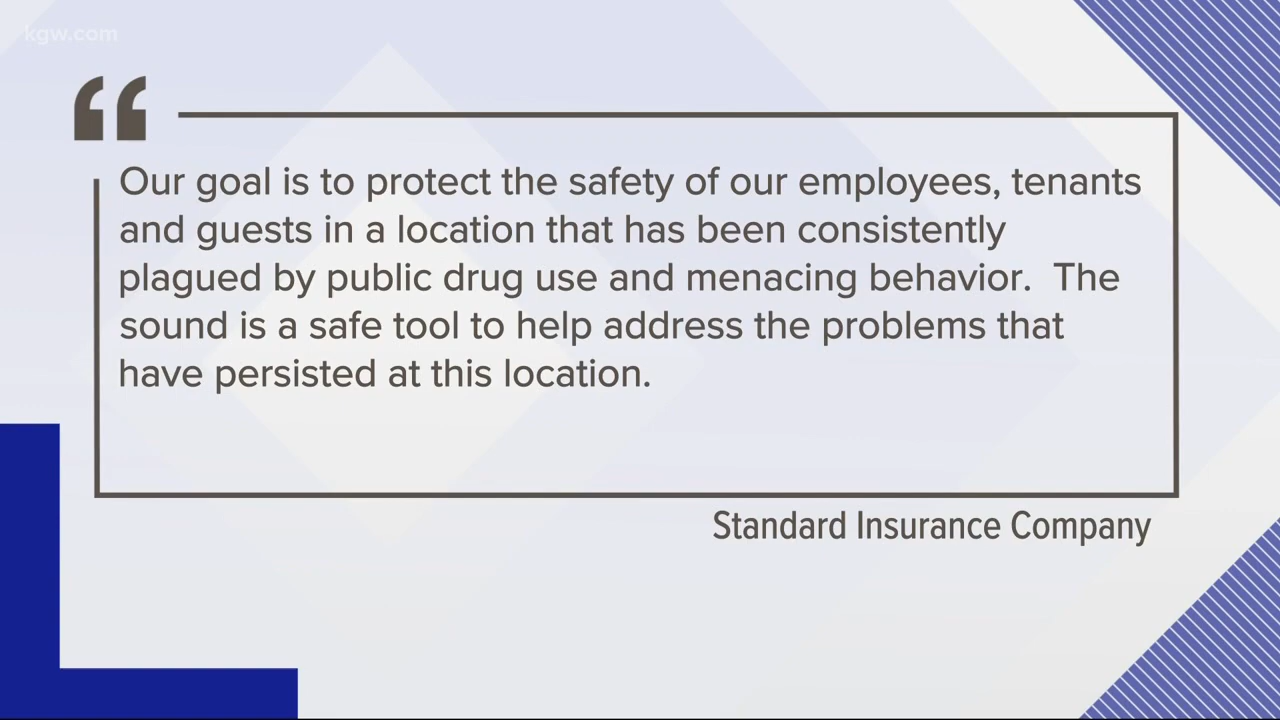 kgw.com
“
Our goal is to protect the safety of our employees, tenants
and guests in a location that has been consistently
plagued by public drug use and menacing behavior.  The
sound is a safe tool to help address the problems that
have persisted at this location.
Standard Insurance Company